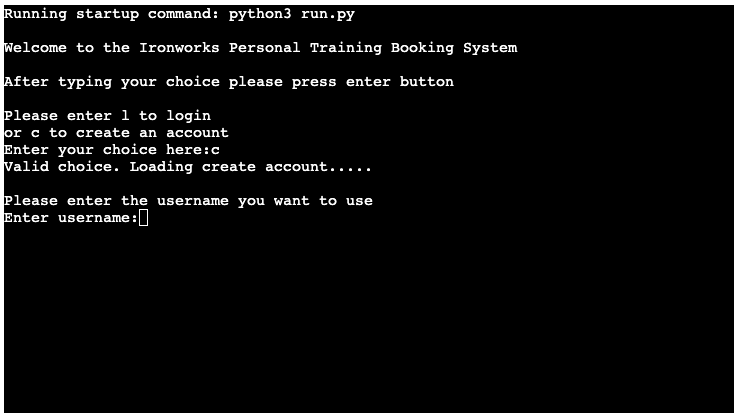 Running startup command: python3 run.py
Welcome to the Ironworks Personal Training Booking System
After typing your choice please press enter button
Please enter l to login
or c to create an account
Enter your choice here:c
Valid choice. Loading create account.....
Please enter the username you want to use
Enter username: